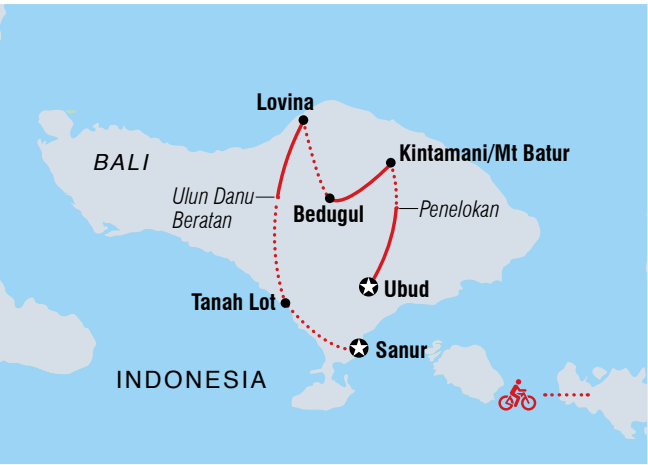 Lovina
Kintamani/Mt Batur
BALI
Ulun Danu
Beratan
Bedugul
Penelokan
Ubud
Tanah Lot
Sanur
INDONESIA